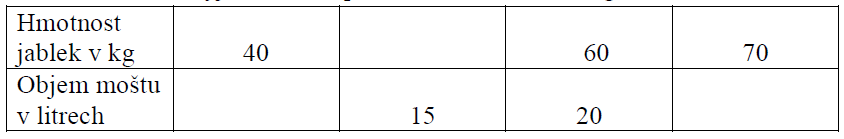 Hmotnost
jablek v kg 40 60 70
Objem moštu
v litrech 15 20